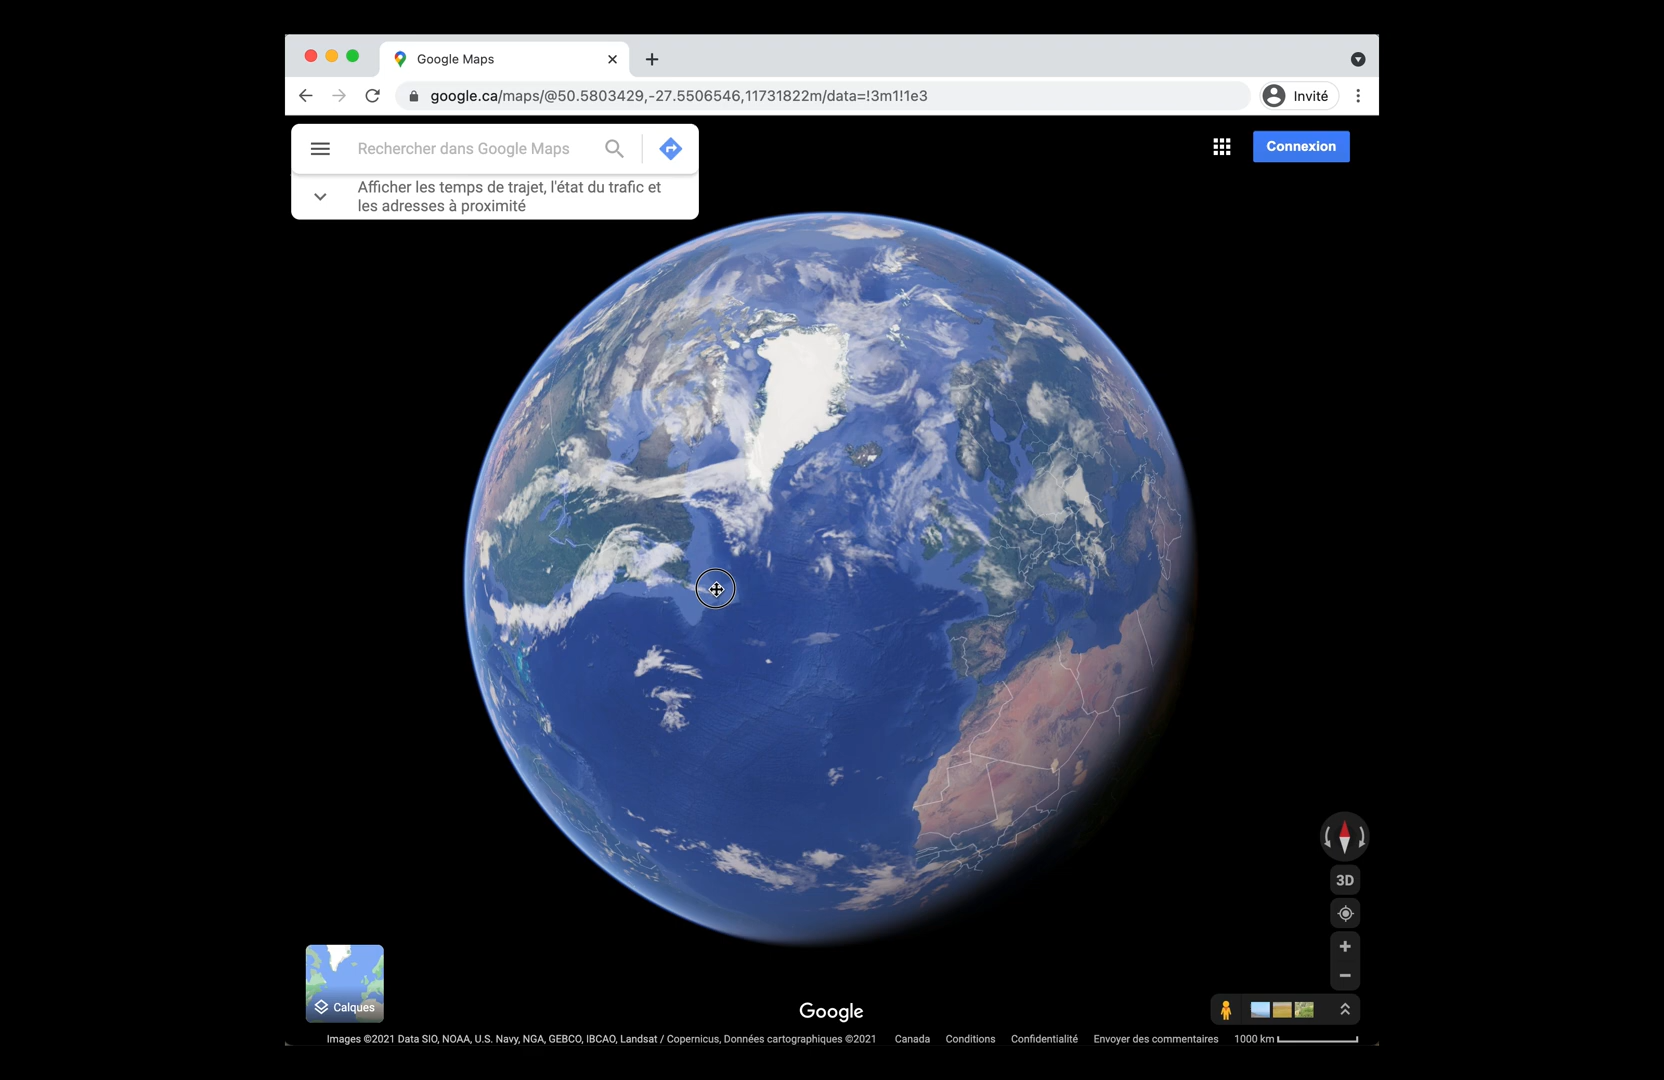 Google Maps
google.ca/maps/@50.5803429,-27.5506546,11731822m/data=!3m1!1e3
Invité
Rechercher dans Google Maps
Connexion
Afficher les temps de trajet, l'état du trafic et
les adresses à proximité
3D
Calques
Google
Images ©2021 Data SIO, NOAA, U.S. Navy, NGA, GEBCO, IBCAO, Landsat / Copernicus, Données cartographiques ©2021 Canada Conditions Confidentialité Envoyer des commentaires 1000 km